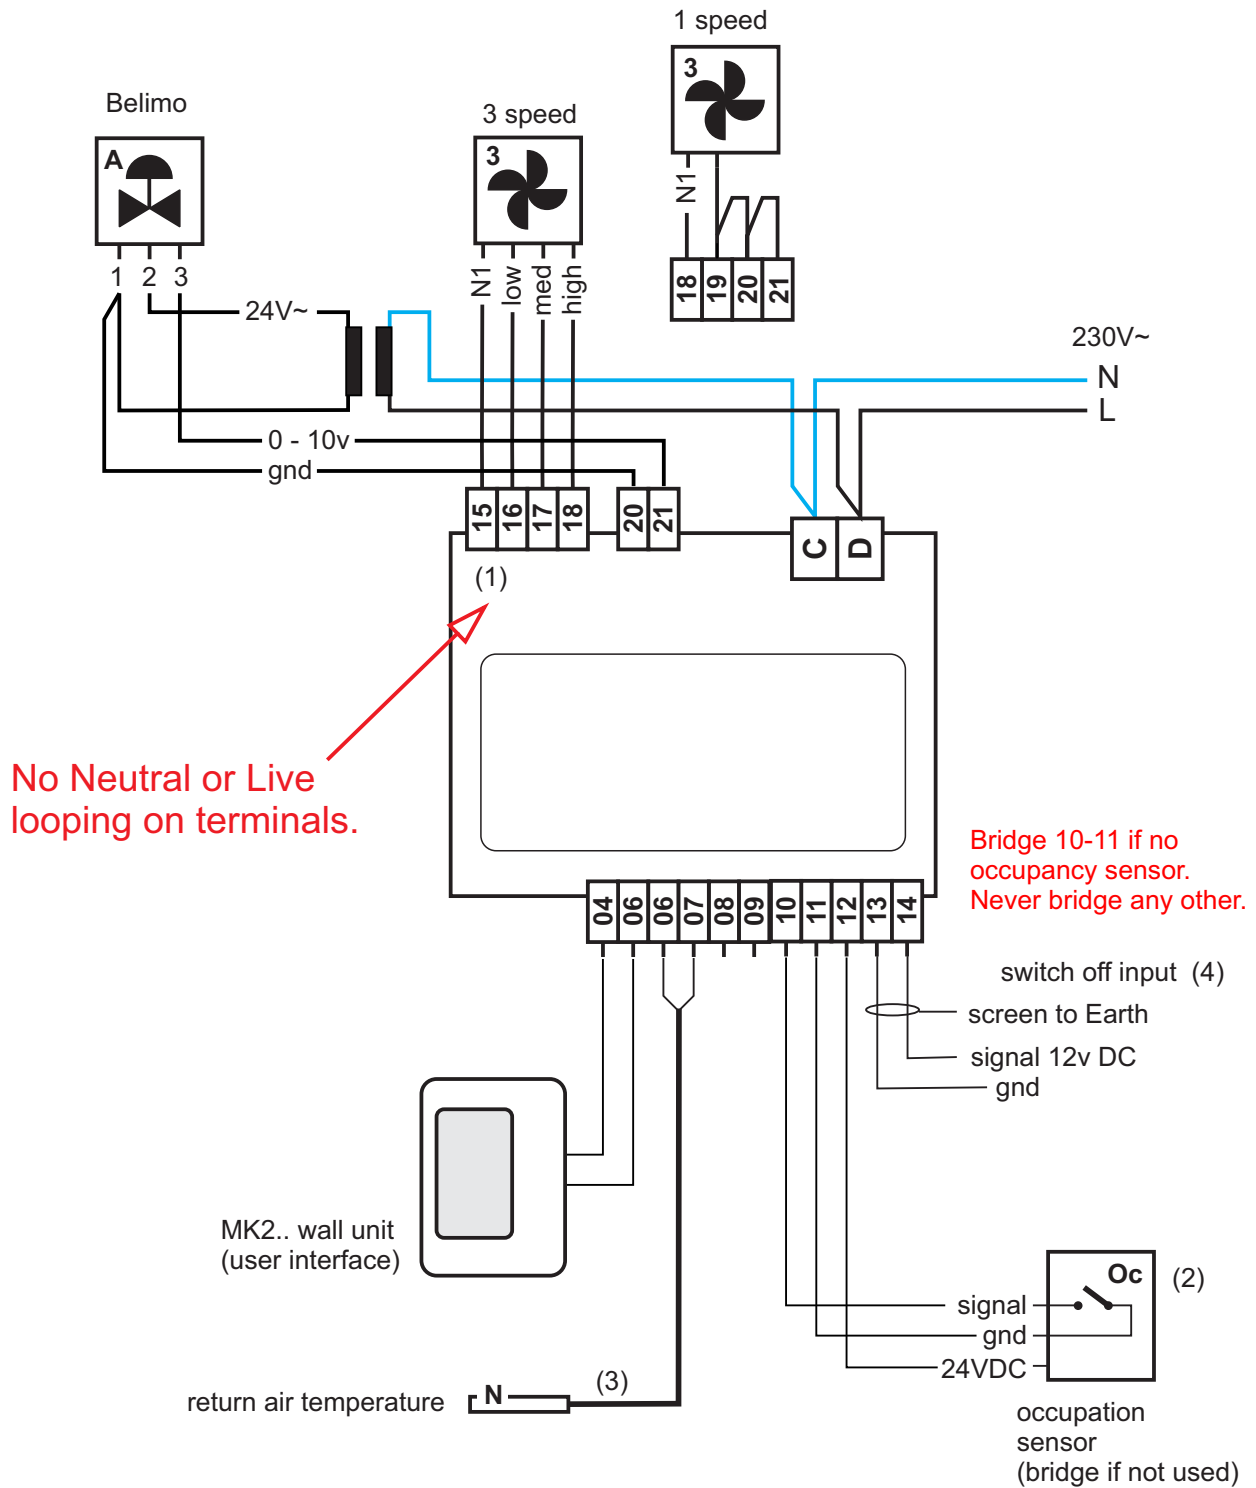 1 speed
3
Belimo
3 speed
A
3
N1
18
19
20
21
1 2 3
N1
low
med
high
24V~
230V~
N
L
0 - 10v
gnd
15
16
17
18
20
21
C
D
(1)
No Neutral or Live
looping on terminals.
Bridge 10-11 if no
occupancy sensor.
Never bridge any other.
04
06
06
07
08
09
10
11
12
13
14
switch off input (4)
screen to Earth
signal 12v DC
gnd
MK2.. wall unit
(user interface)
Oc
(2)
signal
gnd
24VDC
return air temperature
N
(3)
occupation
sensor
(bridge if not used)